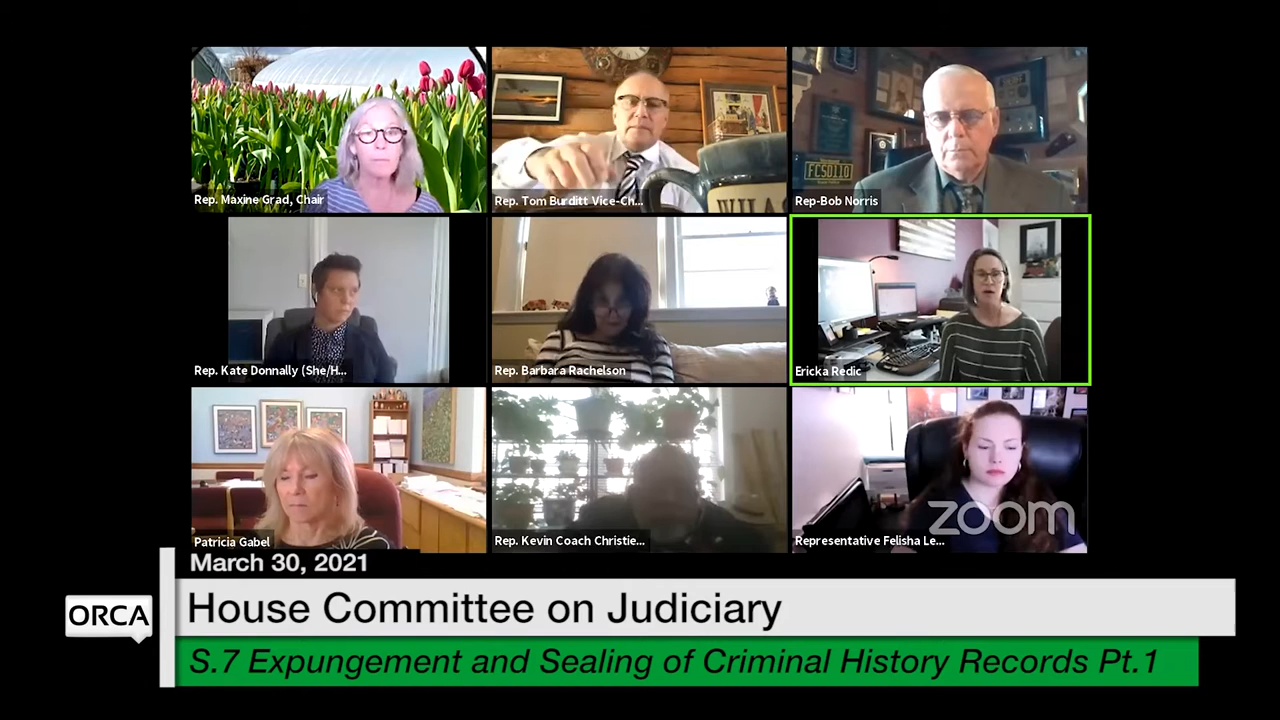 Rep. Maxine Grad, Chair
Rep. Tom Burditt Vice-Ch...
Rep-Bob Norris
FCSD110
Rep. Kate Donnally (She/H...
Rep. Barbara Rachelson
Ericka Redic
Patricia Gabel
Rep. Kevin Coach Christie...
Representative Felisha Le...
zoom
March 30, 2021
ORCA
House Committee on Judiciary
S.7 Expungement and Sealing of Criminal History Records Pt.1